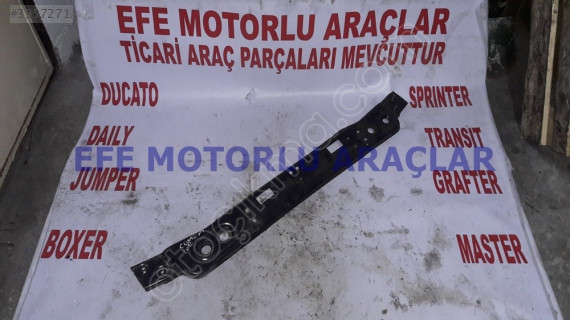 EFE MOTORLU ARAÇLAR
TİCARİ ARAÇ PARÇALARI MEVCUTTUR
DUCATO
SPRINTER
DAILY
TRANSIT
EFE MOTORLU ARAÇLAR
JUMPER
GRAFTER
BOXER
MASTER